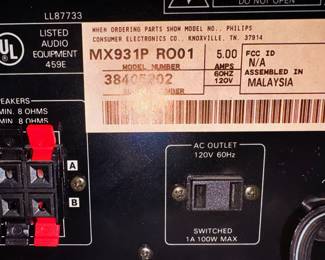 LL87733
UL
LISTED
AUDIO
EQUIPMENT
459E
WHEN ORDERING PARTS SHOW MODEL NO., PHILIPS
CONSUMER ELECTRONICS CO., KNOXVILLE, TN. 37914
MX931P RO01
MODEL NUMBER
38405202
NUMBER
5.00
AMPS
60HZ
120V
FCC ID
N/A
ASSEMBLED IN
MALAYSIA
MIN. 8 OHMS
MIN. 8 OHMS
A
B
AC OUTLET
120V 60Hz
SWITCHED
1A 100W MAX